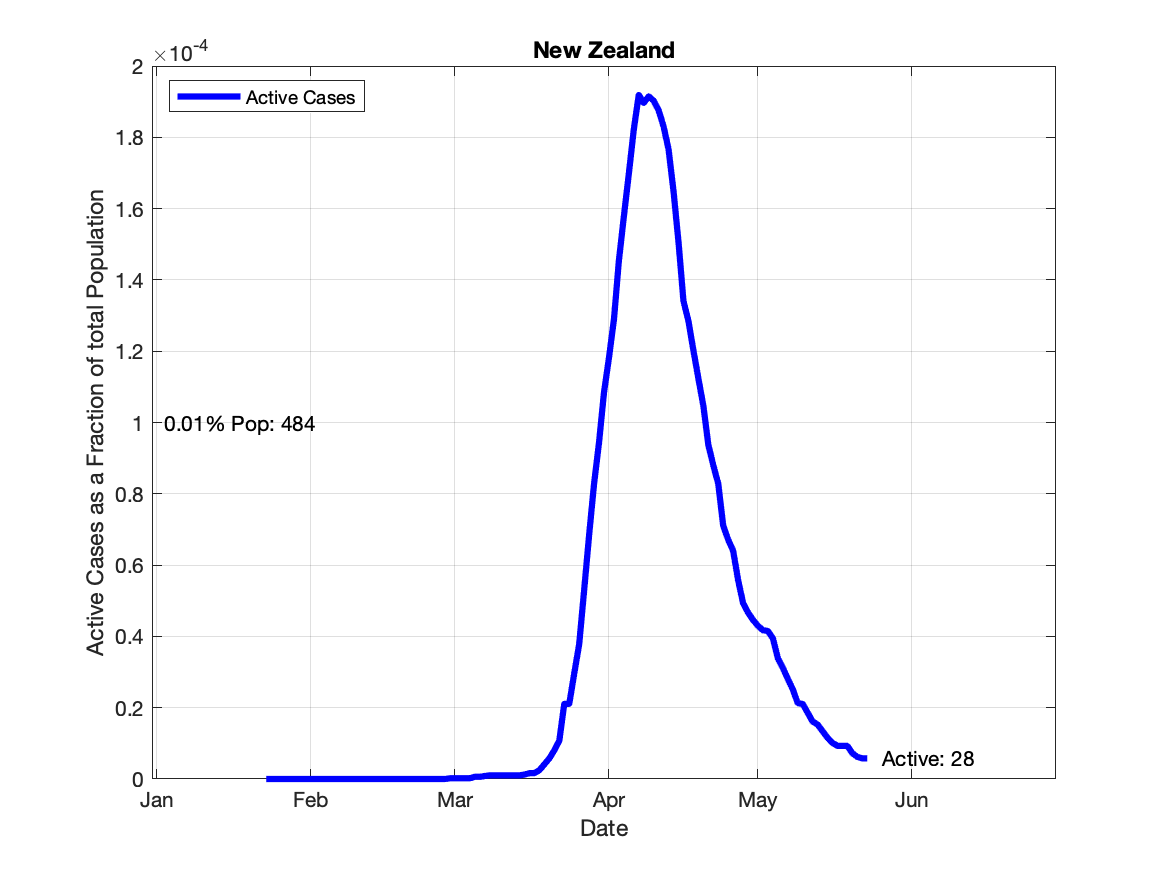 New Zealand
×10-4
Active Cases
2
1.8
1.6
1.4
1.2
1
0.8
0.6
0.4
0.2
0
0.01% Pop: 484
Active: 28
Active Cases as a Fraction of total Population
Jan Feb Mar Apr May Jun
Date